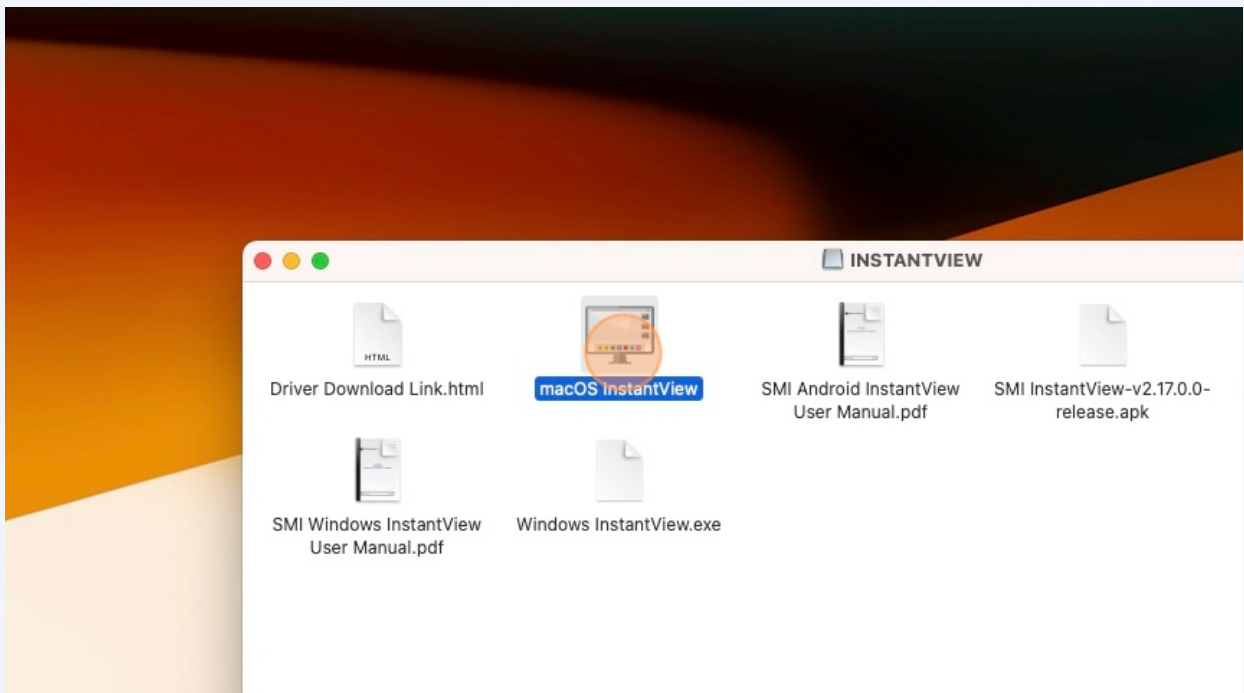 INSTANTVIEW
HTML
Driver Download Link.html
macOS InstantView
SMI Android InstantView
User Manual.pdf
SMI InstantView-v2.17.0.0-
release.apk
SMI Windows InstantView
User Manual.pdf
Windows InstantView.exe